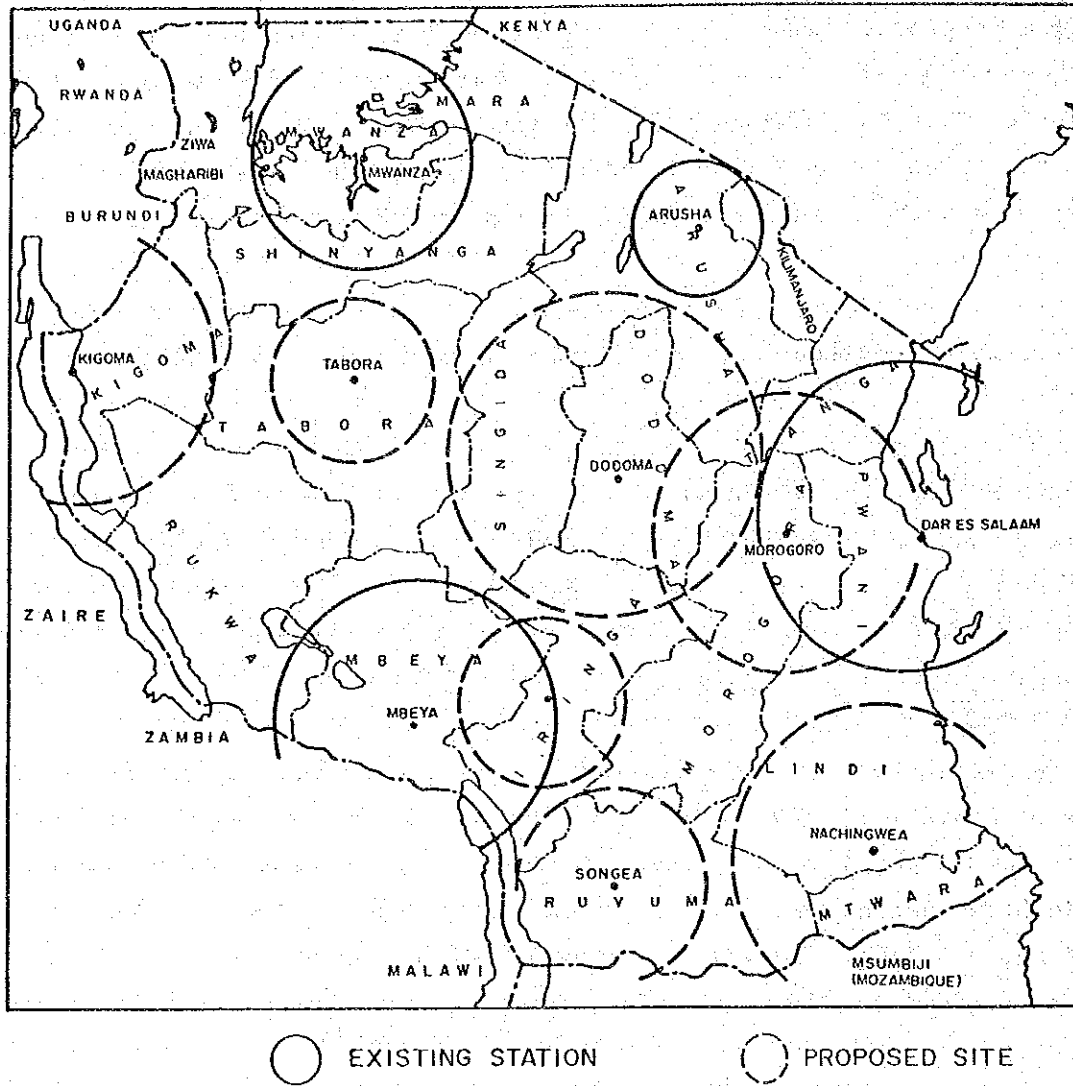 UGANDA
KENYA
RWANDA
MARA
MWANZA
ZIWA
MAGHARIBI
MWANZA
BURUNDI
ARUSHA
ARUSHA
SHINYANGA
KILIMANJARO
KIGOMA
KIGOMA
TABORA
TABORA
SINGIDA
DODOMA
DODOMA
TANGA
PWANI
DAR ES SALAAM
MOROGORO
MOROGORO
RUKWA
ZAIRE
IRINGA
MBEYA
MBEYA
ZAMBIA
LINDI
NACHINGWEA
SONGEA
RUVUMA
MTWARA
MALAWI
MSUMBIJI
(MOZAMBIQUE)
EXISTING STATION
PROPOSED SITE